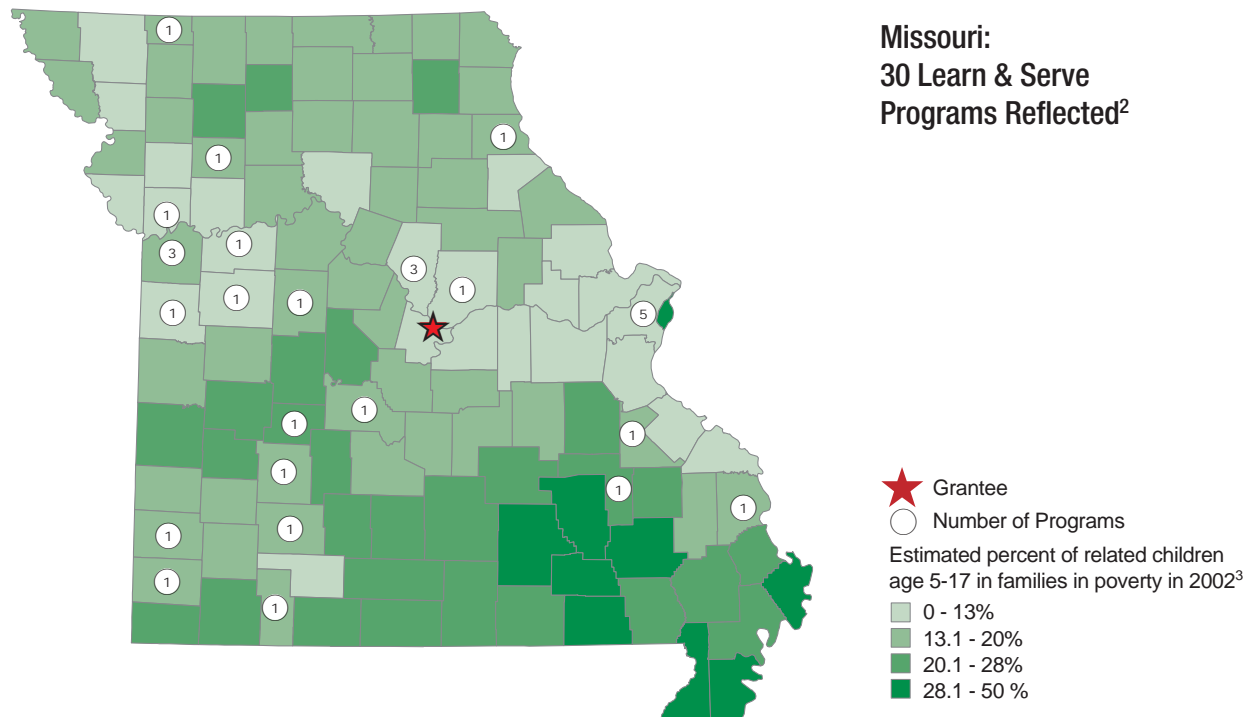 Missouri:
30 Learn & Serve
Programs Reflected²
1
1
1
1
3
1
3
1
1
1
1
5
1
1
1
1
1
1
1
1
1
1
Grantee
Number of Programs
Estimated percent of related children
age 5-17 in families in poverty in 2002³
0 - 13%
13.1 - 20%
20.1 - 28%
28.1 - 50 %